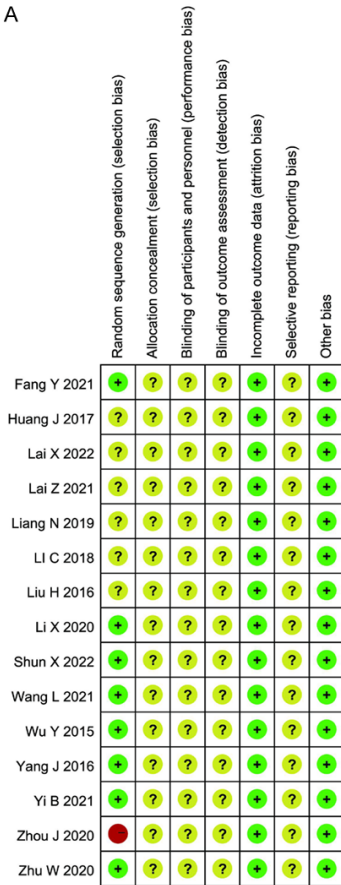 A
Random sequence generation (selection bias)
Allocation concealment (selection bias)
Blinding of participants and personnel (performance bias)
Blinding of outcome assessment (detection bias)
Incomplete outcome data (attrition bias)
Selective reporting (reporting bias)
Other bias
Fang Y 2021 + ? ? ? + ? +
Huang J 2017 ? ? ? ? + ? +
Lai X 2022 ? ? ? ? + ? +
Lai Z 2021 ? ? ? ? + ? +
Liang N 2019 ? ? ? ? + ? +
LI C 2018 ? ? ? ? + ? +
Liu H 2016 ? ? ? ? + ? +
Li X 2020 + ? ? ? + ? +
Shun X 2022 + ? ? ? + ? +
Wang L 2021 + ? ? ? + ? +
Wu Y 2015 + ? ? ? + ? +
Yang J 2016 + ? ? ? + ? +
Yi B 2021 + ? ? ? + ? +
Zhou J 2020 - ? ? ? + ? +
Zhu W 2020 + ? ? ? + ? +